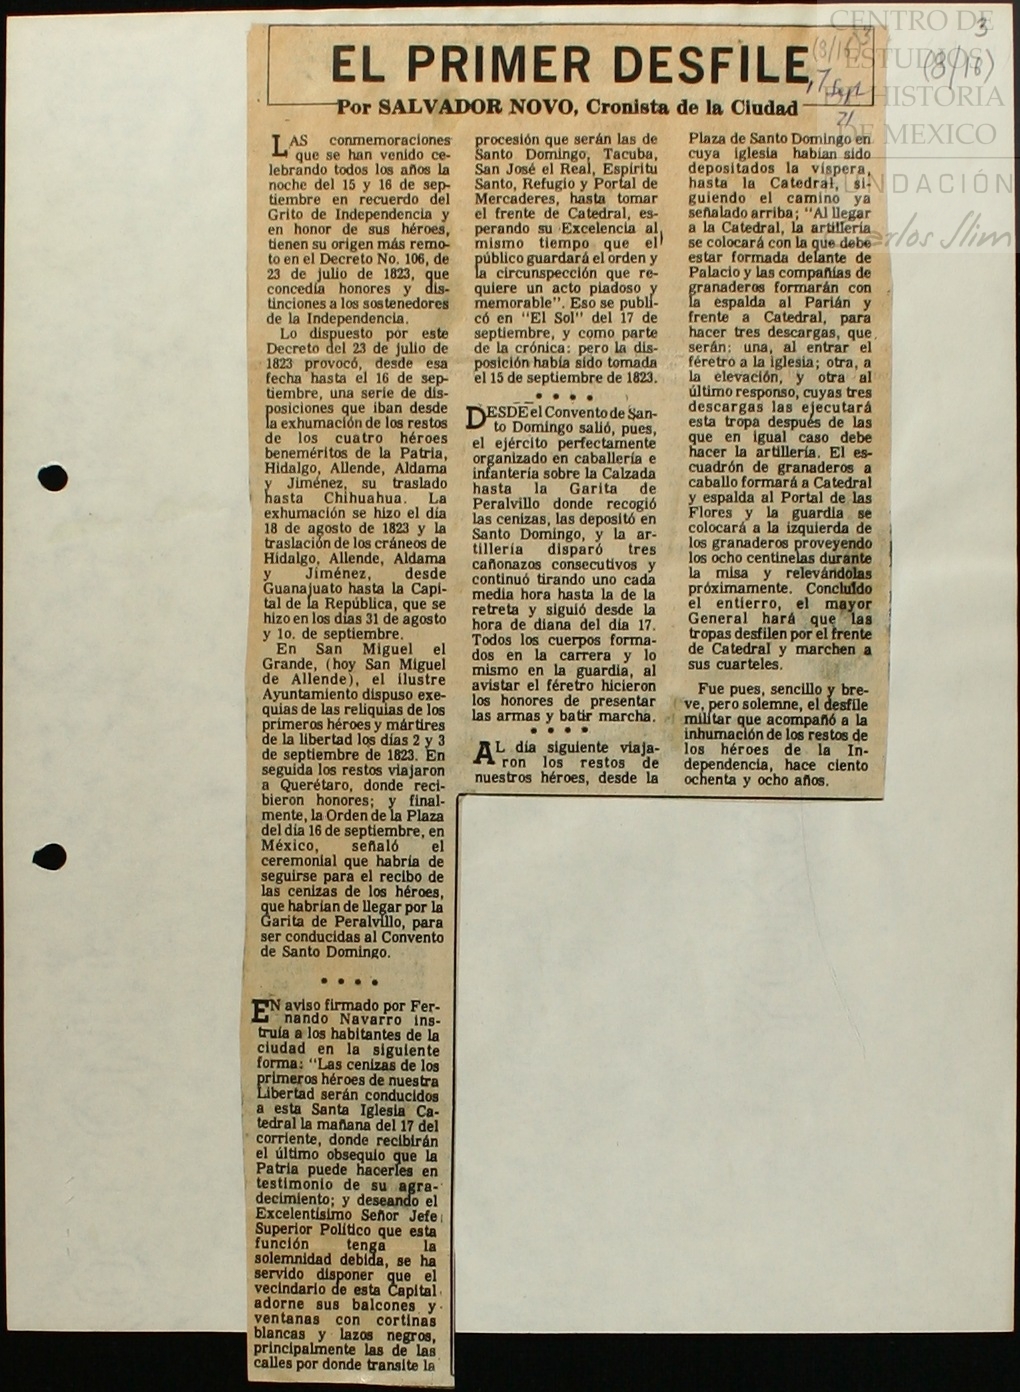 CENTRO DE
ESTUDIOS
DE HISTORIA
DE MEXICO
FUNDACIÓN
Carlos Slim
3
(8/18)
(8/18)
17 Sept
21
EL PRIMER DESFILE
Por SALVADOR NOVO, Cronista de la Ciudad
LAS conmemoraciones
que se han venido ce-
lebrando todos los años la
noche del 15 y 16 de sep-
tiembre en recuerdo del
Grito de Independencia y
en honor de sus héroes,
tienen su origen más remo-
to en el Decreto No. 106, de
23 de julio de 1823, que
concedía honores y dis-
tinciones a los sostenedores
de la Independencia.
Lo dispuesto por este
Decreto del 23 de julio de
1823 provocó, desde esa
fecha hasta el 16 de sep-
tiembre, una serie de dis-
posiciones que iban desde
la exhumación de los restos
de los cuatro héroes
beneméritos de la Patria,
Hidalgo, Allende, Aldama
y Jiménez, su traslado
hasta Chihuahua. La
exhumación se hizo el día
18 de agosto de 1823 y la
traslación de los cráneos de
Hidalgo, Allende, Aldama
y Jiménez, desde
Guanajuato hasta la Capi-
tal de la República, que se
hizo en los días 31 de agosto
y 1o. de septiembre.
En San Miguel el
Grande, (hoy San Miguel
de Allende), el ilustre
Ayuntamiento dispuso exe-
quias de las reliquias de los
primeros héroes y mártires
de la libertad los días 2 y 3
de septiembre de 1823. En
seguida los restos viajaron
a Querétaro, donde reci-
bieron honores; y final-
mente, la Orden de la Plaza
del día 16 de septiembre, en
México, señaló el
ceremonial que habría de
seguirse para el recibo de
las cenizas de los héroes,
que habrían de llegar por la
Garita de Peralvillo, para
ser conducidas al Convento
de Santo Domingo.
• • • •
EN aviso firmado por Fer-
nando Navarro ins-
truía a los habitantes de la
ciudad en la siguiente
forma: "Las cenizas de los
primeros héroes de nuestra
Libertad serán conducidos
a esta Santa Iglesia Ca-
tedral la mañana del 17 del
corriente, donde recibirán
el último obsequio que la
Patria puede hacerles en
testimonio de su agra-
decimiento; y deseando el
Excelentísimo Señor Jefe
Superior Político que esta
función tenga la
solemnidad debida, se ha
servido disponer que el
vecindario de esta Capital
adorne sus balcones y
ventanas con cortinas
blancas y lazos negros,
principalmente las de las
calles por donde transite la
procesión que serán las de
Santo Domingo, Tacuba,
San José el Real, Espíritu
Santo, Refugio y Portal de
Mercaderes, hasta tomar
el frente de Catedral, es-
perando su Excelencia al
mismo tiempo que el
público guardará el orden y
la circunspección que re-
quiere un acto piadoso y
memorable". Eso se publi-
có en "El Sol" del 17 de
septiembre, y como parte
de la crónica: pero la dis-
posición había sido tomada
el 15 de septiembre de 1823.
• • • •
DESDE el Convento de San-
to Domingo salió, pues,
el ejército perfectamente
organizado en caballería e
infantería sobre la Calzada
hasta la Garita de
Peralvillo donde recogió
las cenizas, las depositó en
Santo Domingo, y la ar-
tillería disparó tres
cañonazos consecutivos y
continuó tirando uno cada
media hora hasta la de la
retreta y siguió desde la
hora de diana del día 17.
Todos los cuerpos forma-
dos en la carrera y lo
mismo en la guardia, al
avistar el féretro hicieron
los honores de presentar
las armas y batir marcha.
• • • •
AL día siguiente viaja-
ron los restos de
nuestros héroes, desde la
Plaza de Santo Domingo en
cuya iglesia habían sido
depositados la víspera,
hasta la Catedral, si-
guiendo el camino ya
señalado arriba; "Al llegar
a la Catedral, la artillería
se colocará con la que debe
estar formada delante de
Palacio y las compañías de
granaderos formarán con
la espalda al Parián y
frente a Catedral, para
hacer tres descargas, que
serán: una, al entrar el
féretro a la iglesia; otra, a
la elevación, y otra al
último responso, cuyas tres
descargas las ejecutará
esta tropa después de las
que en igual caso debe
hacer la artillería. El es-
cuadrón de granaderos a
caballo formará a Catedral
y espalda al Portal de las
Flores y la guardia se
colocará a la izquierda de
los granaderos proveyendo
los ocho centinelas durante
la misa y relevándolas
próximamente. Concluído
el entierro, el mayor
General hará que las
tropas desfilen por el frente
de Catedral y marchen a
sus cuarteles.
Fue pues, sencillo y bre-
ve, pero solemne, el desfile
militar que acompañó a la
inhumación de los restos de
los héroes de la In-
dependencia, hace ciento
ochenta y ocho años.